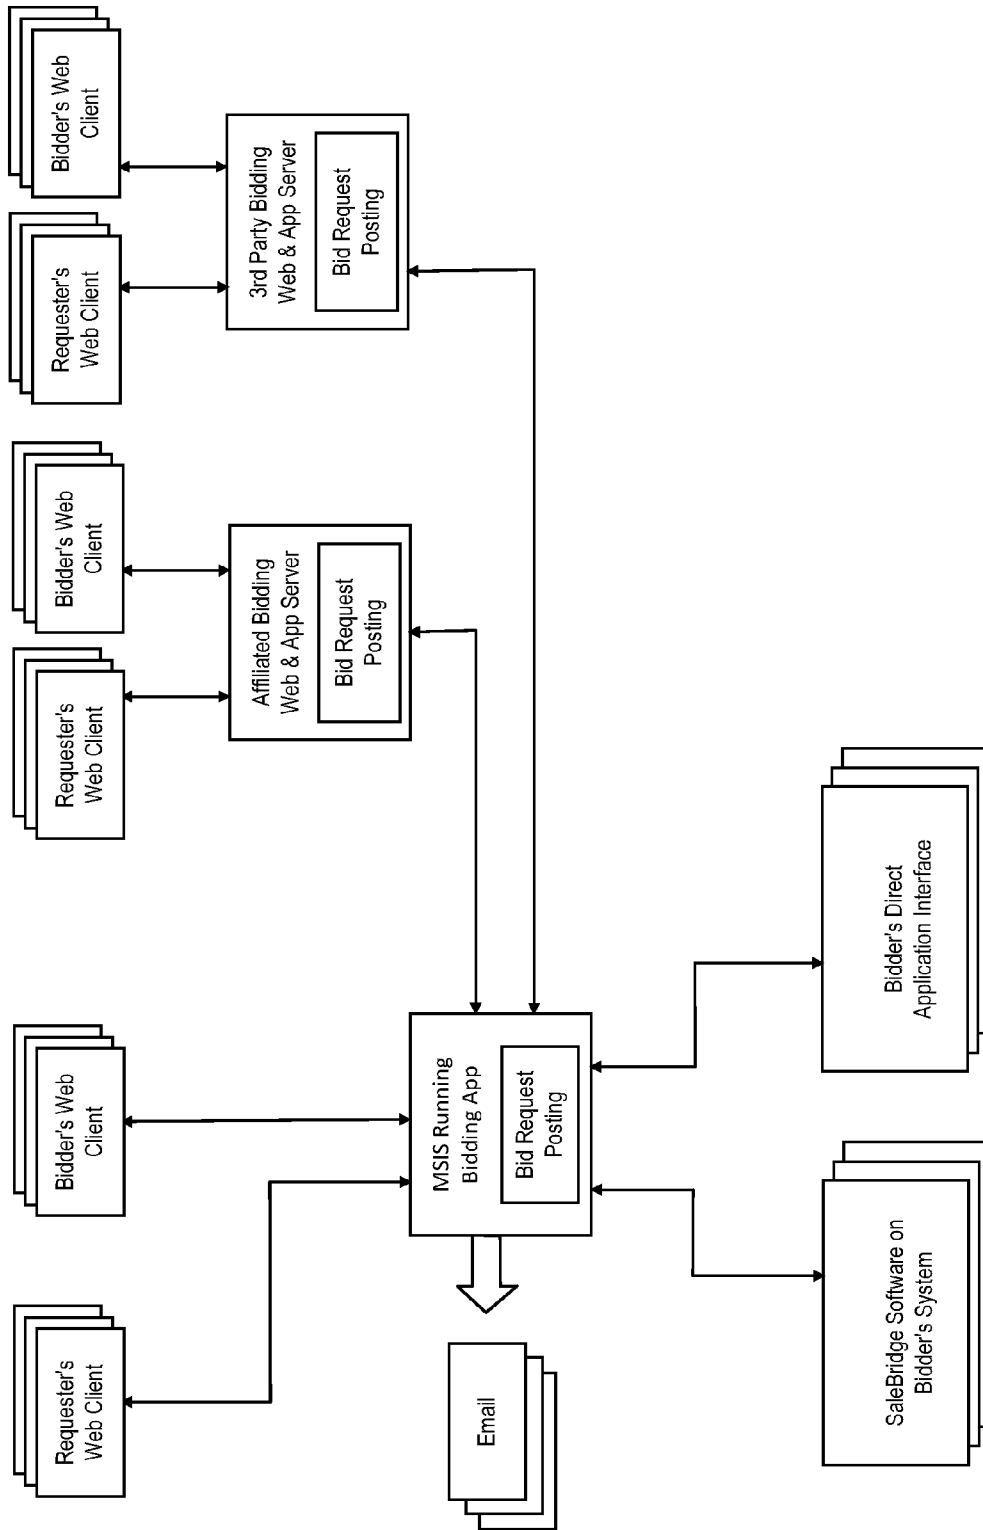 Requester's
Web Client
Bidder's Web
Client
Requester's
Web Client
Bidder's Web
Client
Requester's
Web Client
Bidder's Web
Client
Affiliated Bidding
Web & App Server
Bid Request
Posting
3rd Party Bidding
Web & App Server
Bid Request
Posting
Email
MSIS Running
Bidding App
Bid Request
Posting
SaleBridge Software on
Bidder's System
Bidder's Direct
Application Interface